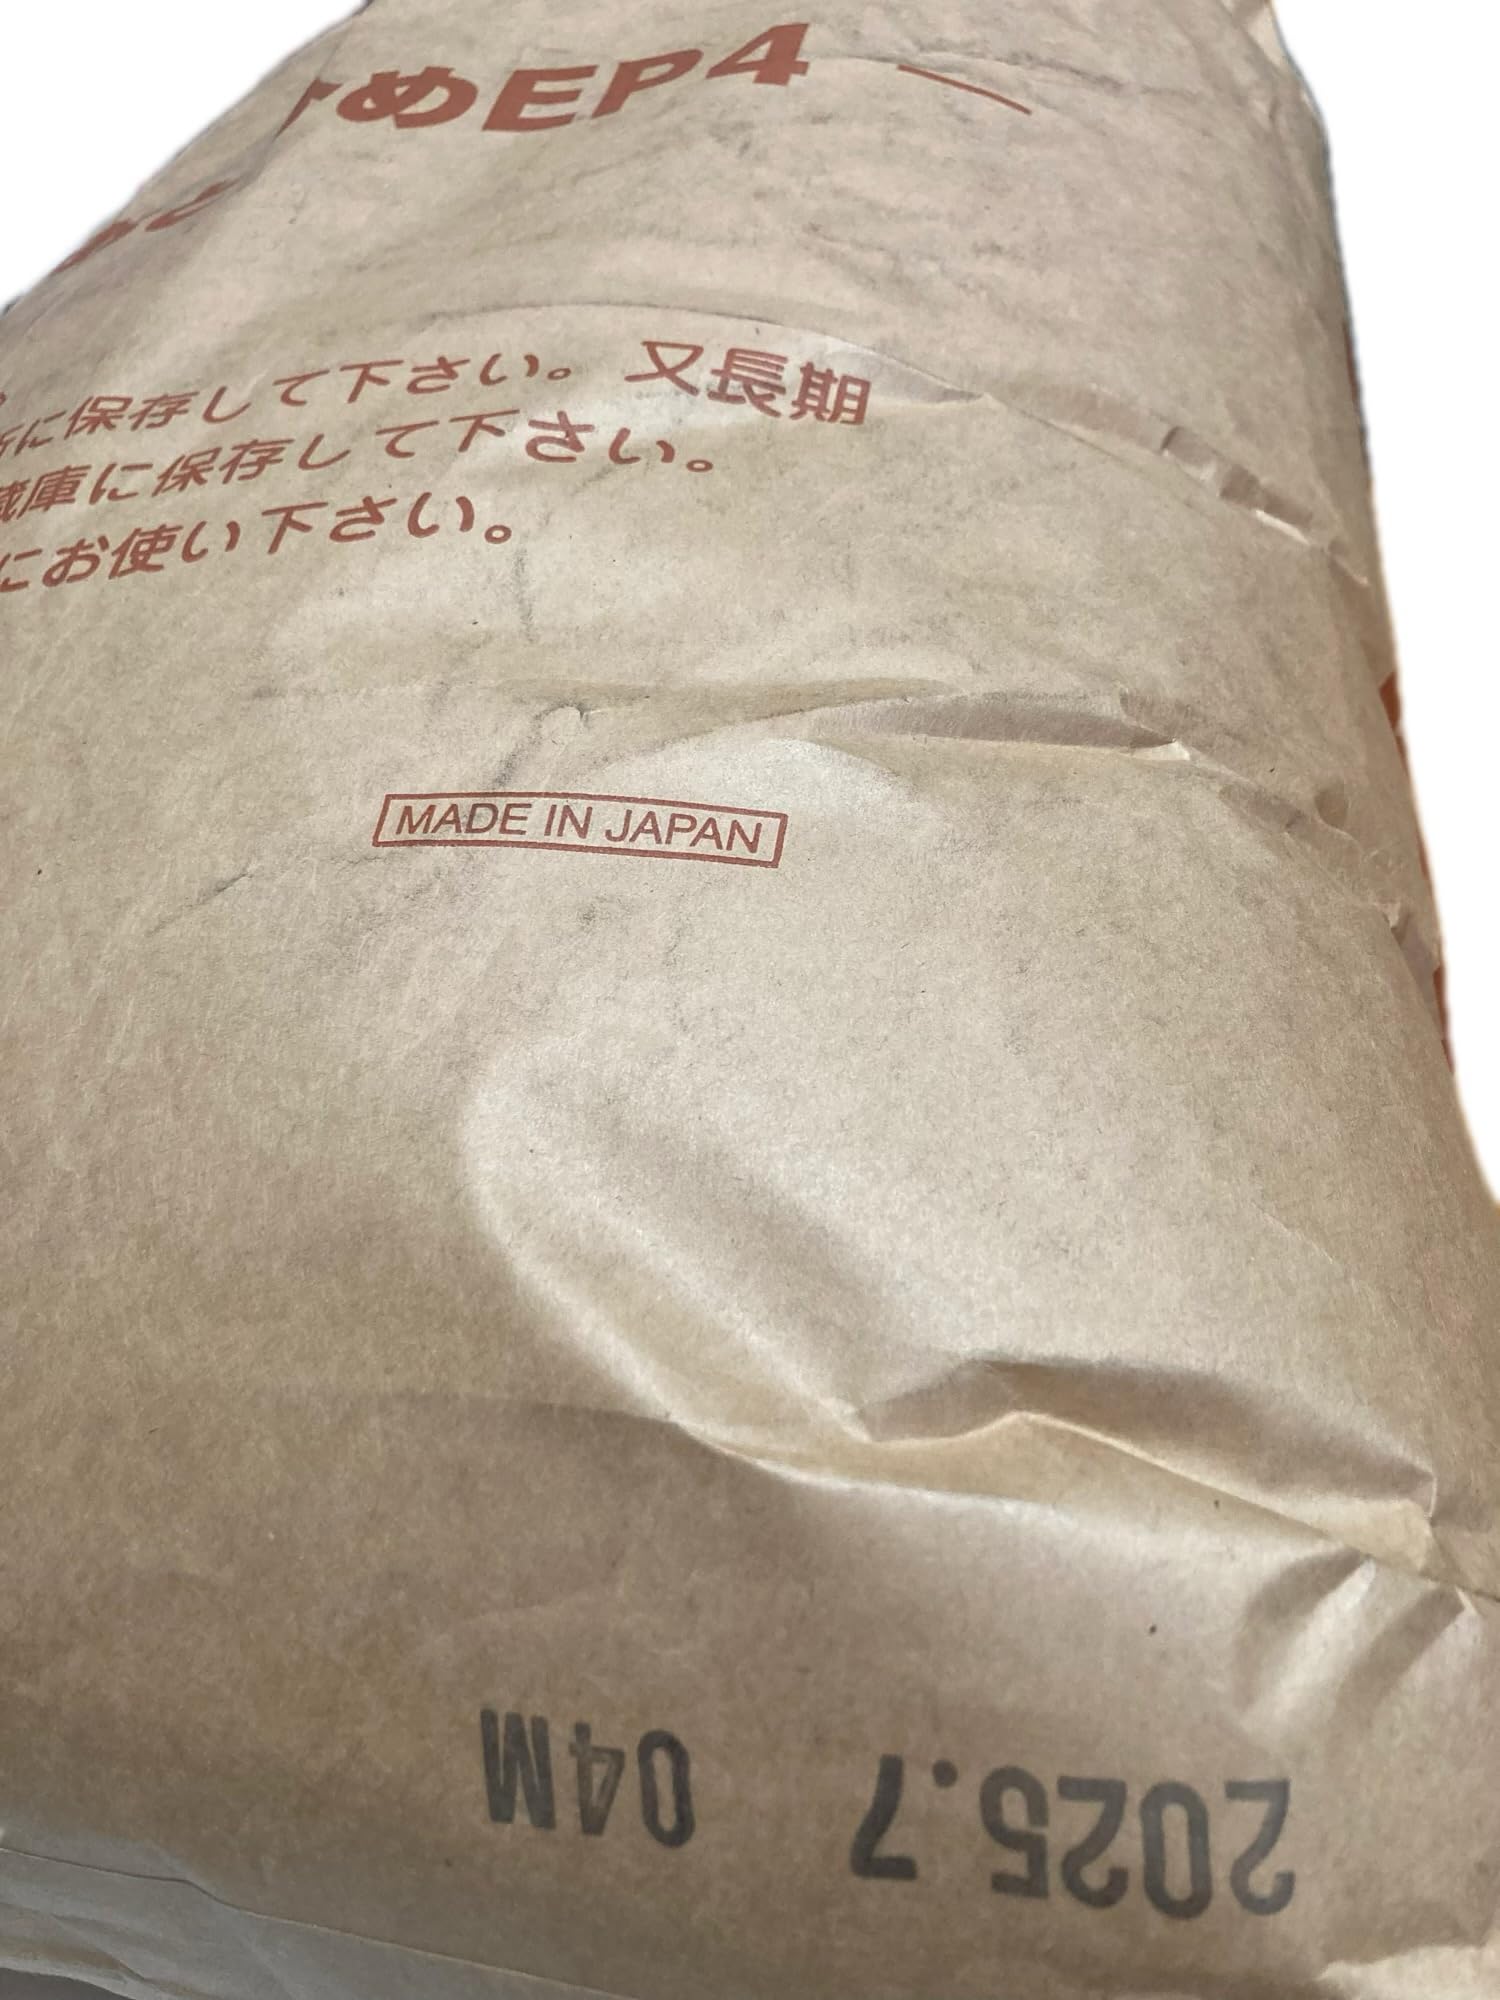 めEP4
に保存して下さい。又長期
蔵庫に保存して下さい。
にお使い下さい。
MADE IN JAPAN
2025.7 04M